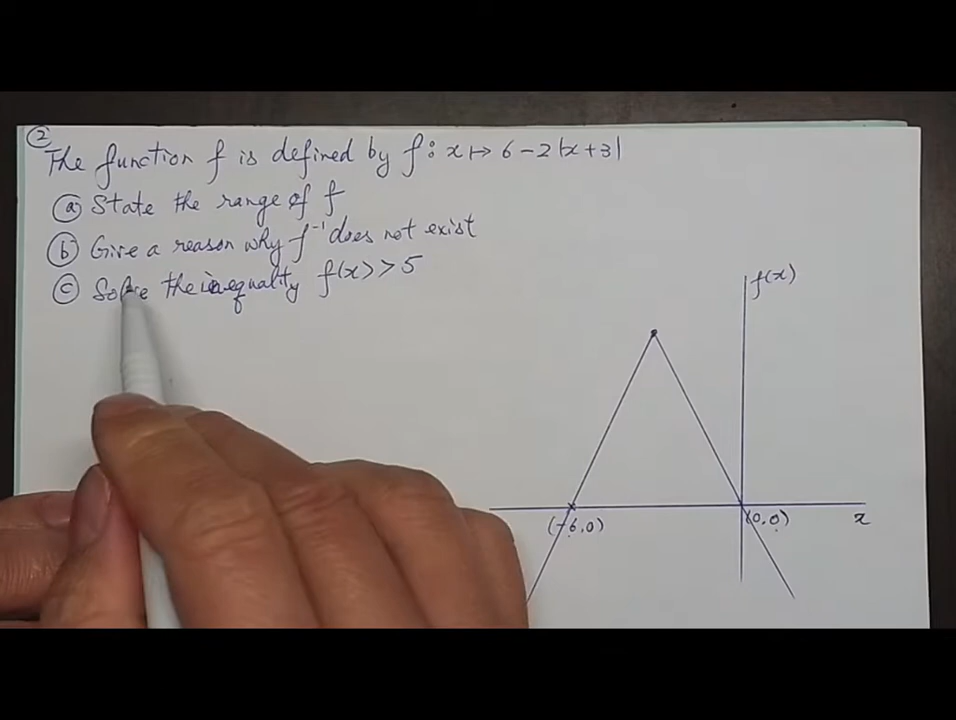 ②
The function f is defined by f : x ↦ 6 - 2 |x + 3|
ⓐ State the range of f
ⓑ Give a reason why f⁻¹ does not exist
ⓒ Solve the inequality f(x) > 5
f(x)
(-6,0)
(0,0)
x